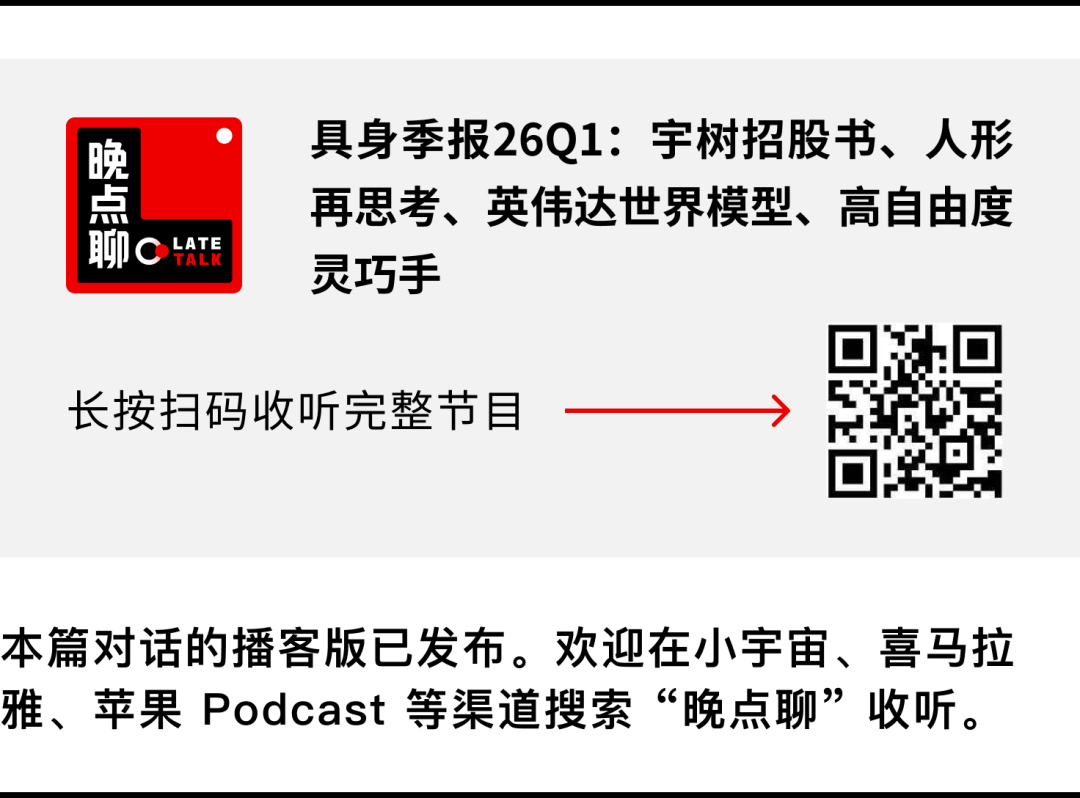 晚点聊
LATE
TALK
具身季报26Q1：宇树招股书、人形
再思考、英伟达世界模型、高自由度
灵巧手
长按扫码收听完整节目
本篇对话的播客版已发布。欢迎在小宇宙、喜马拉
雅、苹果 Podcast 等渠道搜索“晚点聊”收听。